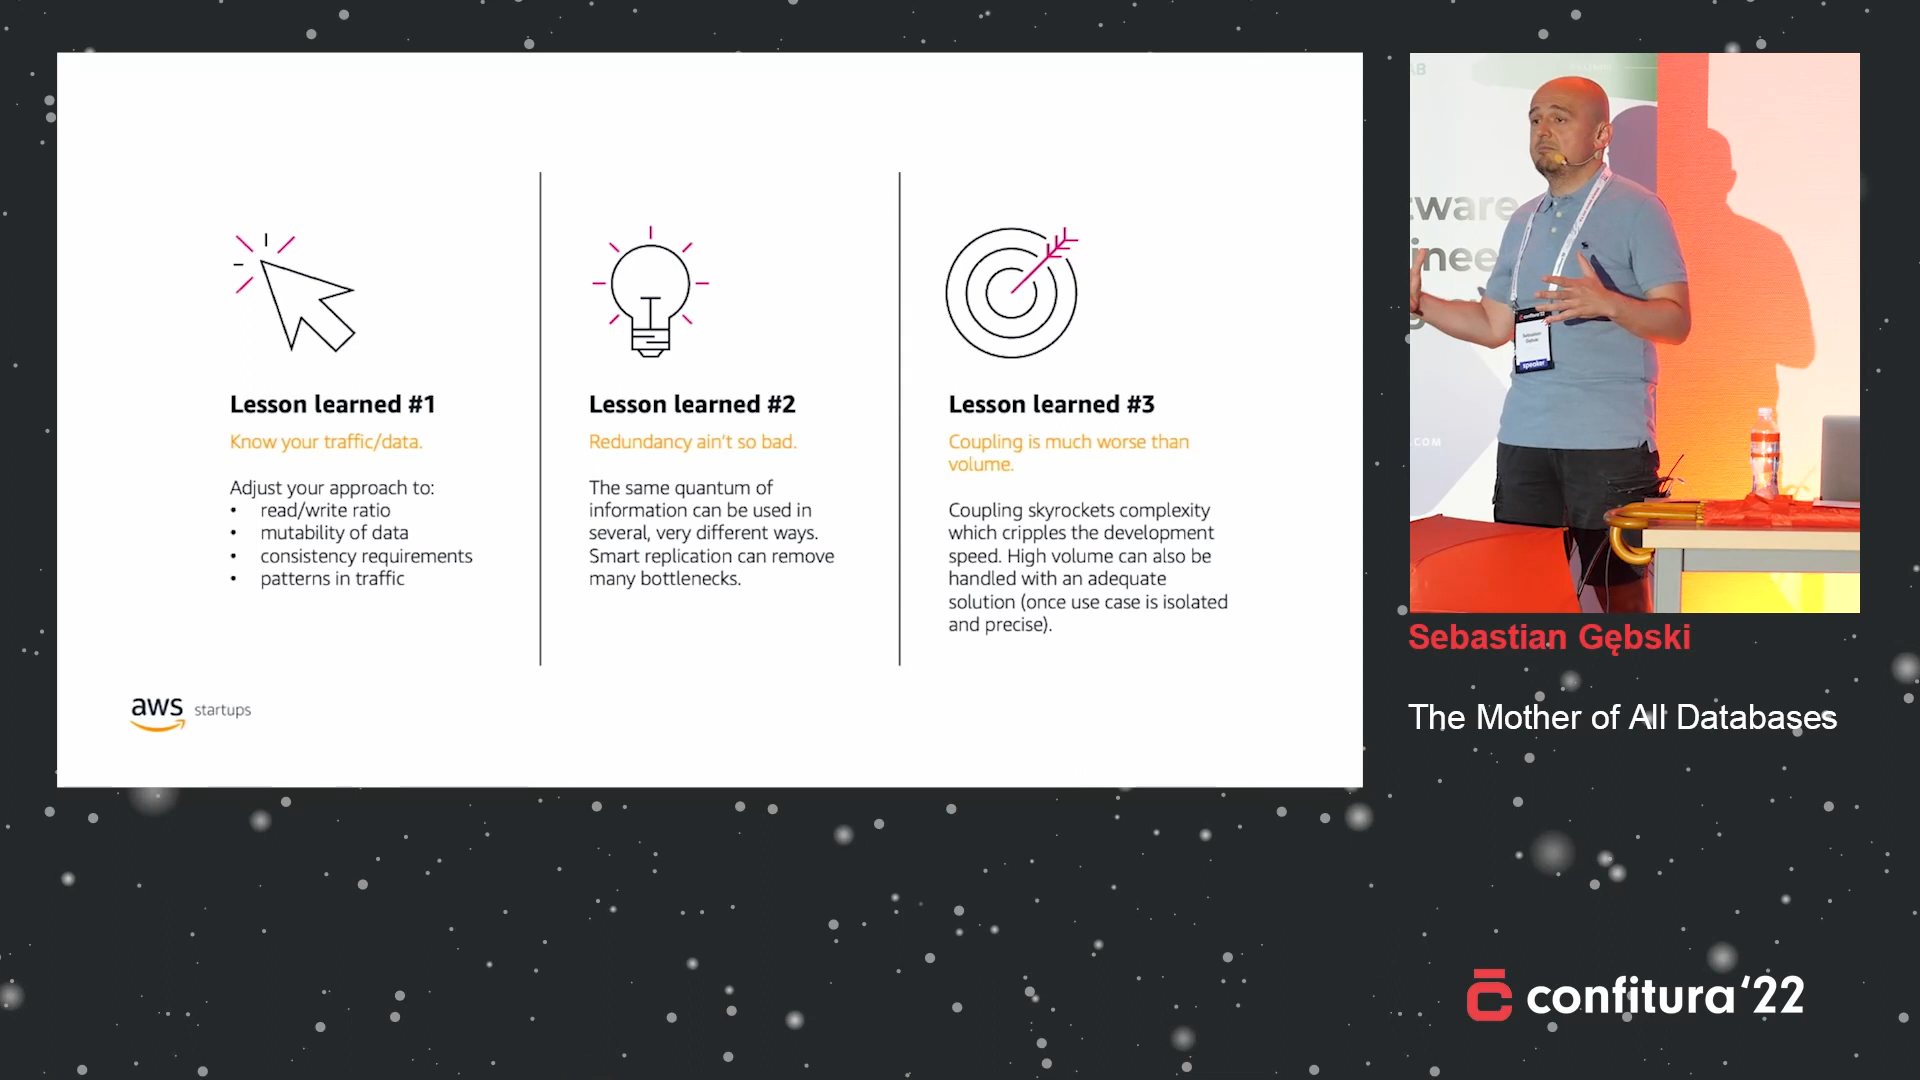 Lesson learned #1
Know your traffic/data.
Adjust your approach to:
• read/write ratio
• mutability of data
• consistency requirements
• patterns in traffic
Lesson learned #2
Redundancy ain't so bad.
The same quantum of
information can be used in
several, very different ways.
Smart replication can remove
many bottlenecks.
Lesson learned #3
Coupling is much worse than
volume.
Coupling skyrockets complexity
which cripples the development
speed. High volume can also be
handled with an adequate
solution (once use case is isolated
and precise).
aws startups
confitura'22
Sebastian
speaker
Sebastian Gębski
The Mother of All Databases
confitura '22